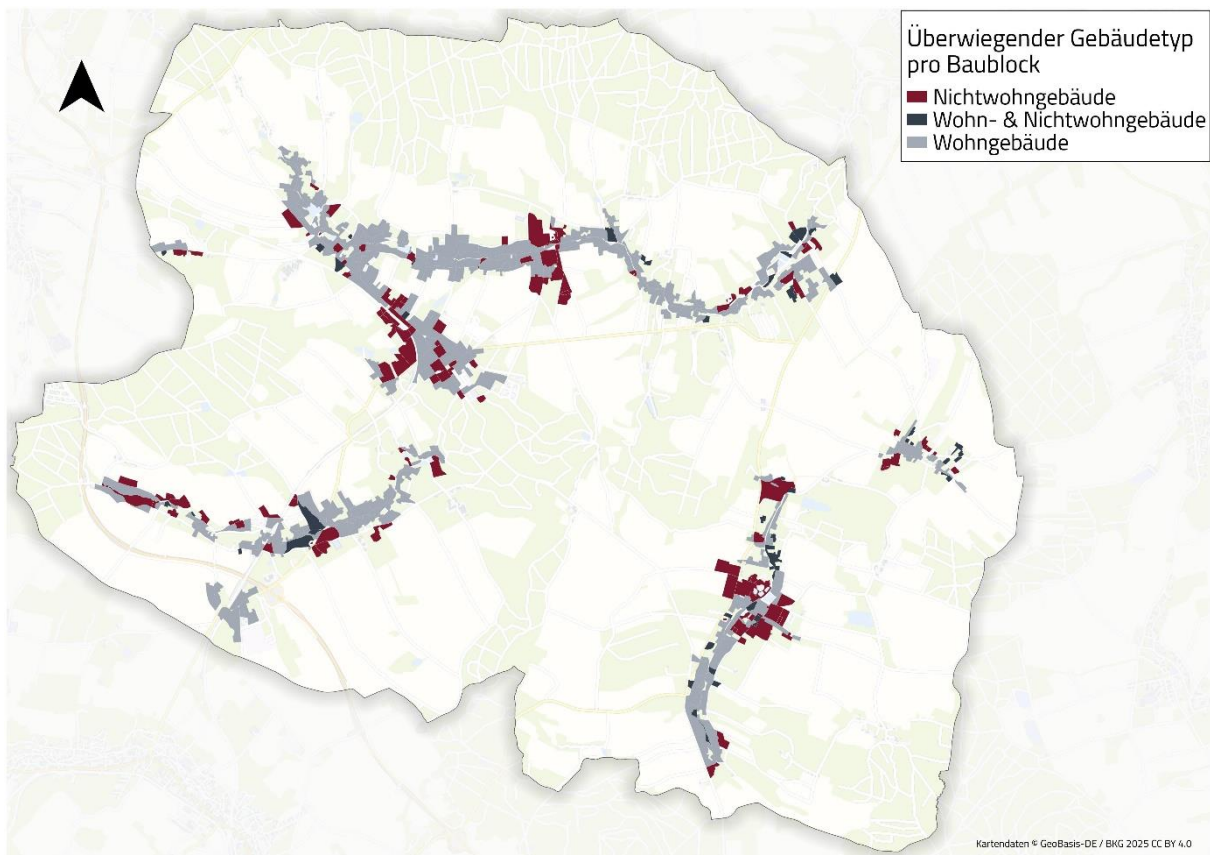 Überwiegender Gebäudetyp
pro Baublock
Nichtwohngebäude
Wohn- & Nichtwohngebäude
Wohngebäude
Kartendaten © GeoBasis-DE / BKG 2025 CC BY 4.0